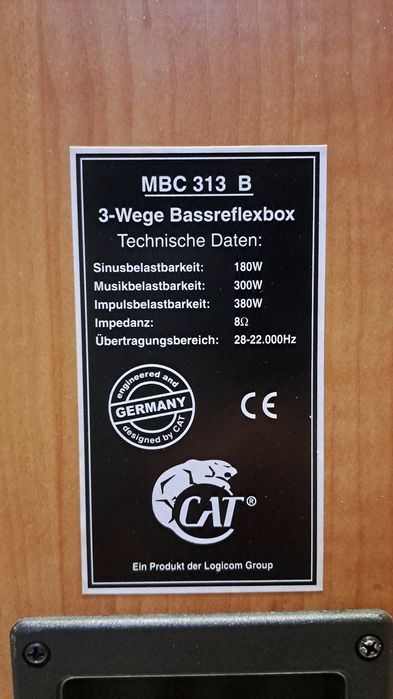 MBC 313 B
3-Wege Bassreflexbox
Technische Daten:
Sinusbelastbarkeit: 180W
Musikbelastbarkeit: 300W
Impulsbelastbarkeit: 380W
Impedanz: 8Ω
Übertragungsbereich: 28-22.000Hz
engineered and
GERMANY
designed by CAT
CE
CAT®
Ein Produkt der Logicom Group